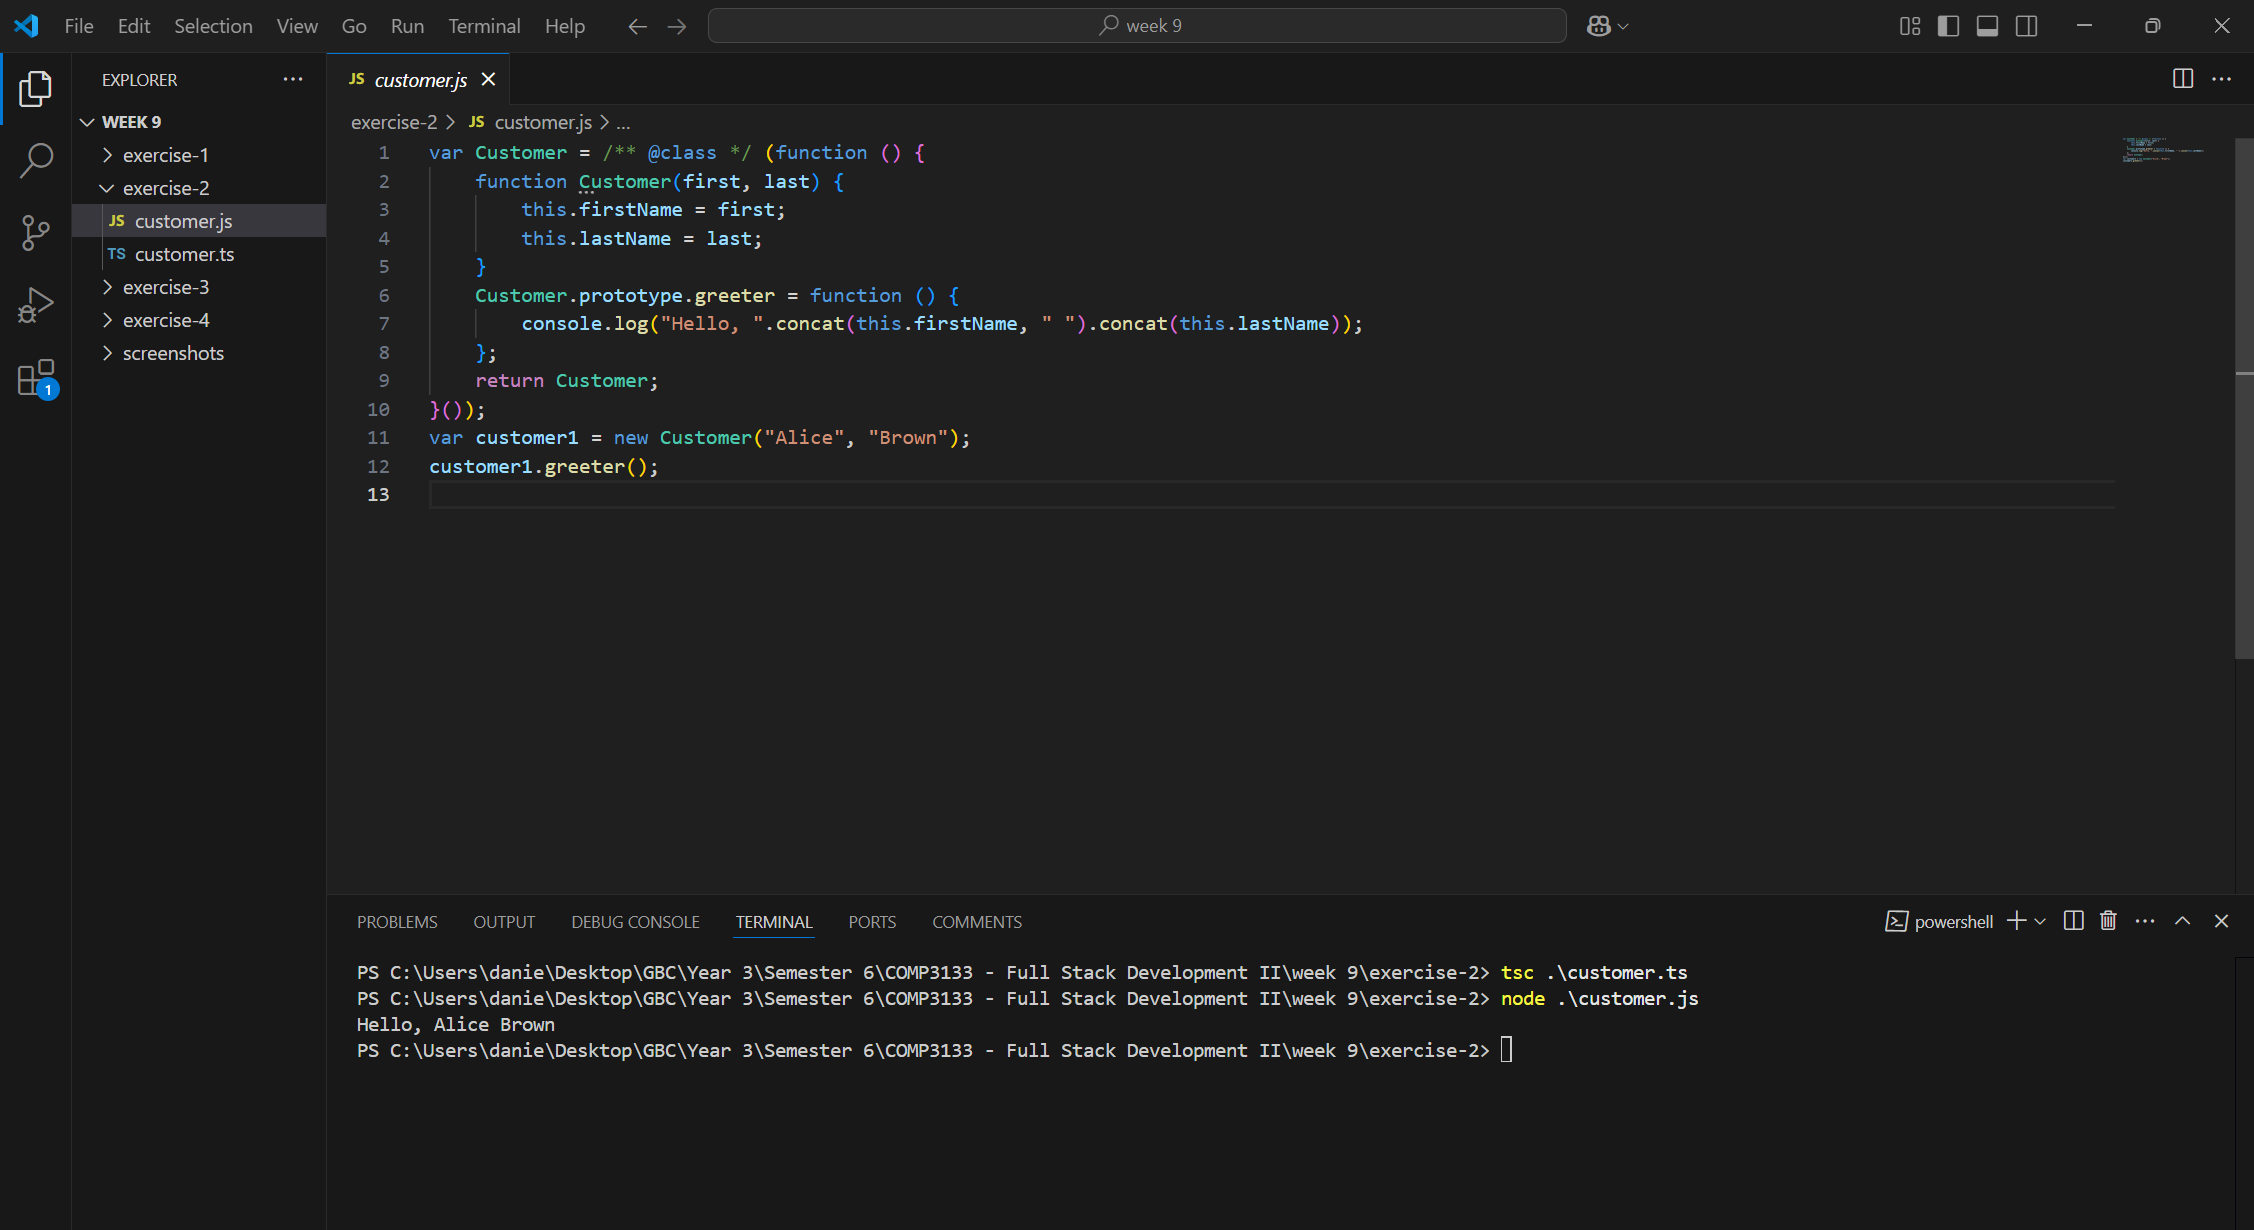 File Edit Selection View Go Run Terminal Help
week 9
EXPLORER
WEEK 9
exercise-1
exercise-2
JS customer.js
TS customer.ts
exercise-3
exercise-4
screenshots
1
JS customer.js
exercise-2 > JS customer.js > ...
1 var Customer = /** @class */ (function () {
2     function Customer(first, last) {
3         this.firstName = first;
4         this.lastName = last;
5     }
6     Customer.prototype.greeter = function () {
7         console.log("Hello, ".concat(this.firstName, " ").concat(this.lastName));
8     };
9     return Customer;
10 }());
11 var customer1 = new Customer("Alice", "Brown");
12 customer1.greeter();
13
PROBLEMS OUTPUT DEBUG CONSOLE TERMINAL PORTS COMMENTS
powershell
PS C:\Users\danie\Desktop\GBC\Year 3\Semester 6\COMP3133 - Full Stack Development II\week 9\exercise-2> tsc .\customer.ts
PS C:\Users\danie\Desktop\GBC\Year 3\Semester 6\COMP3133 - Full Stack Development II\week 9\exercise-2> node .\customer.js
Hello, Alice Brown
PS C:\Users\danie\Desktop\GBC\Year 3\Semester 6\COMP3133 - Full Stack Development II\week 9\exercise-2>